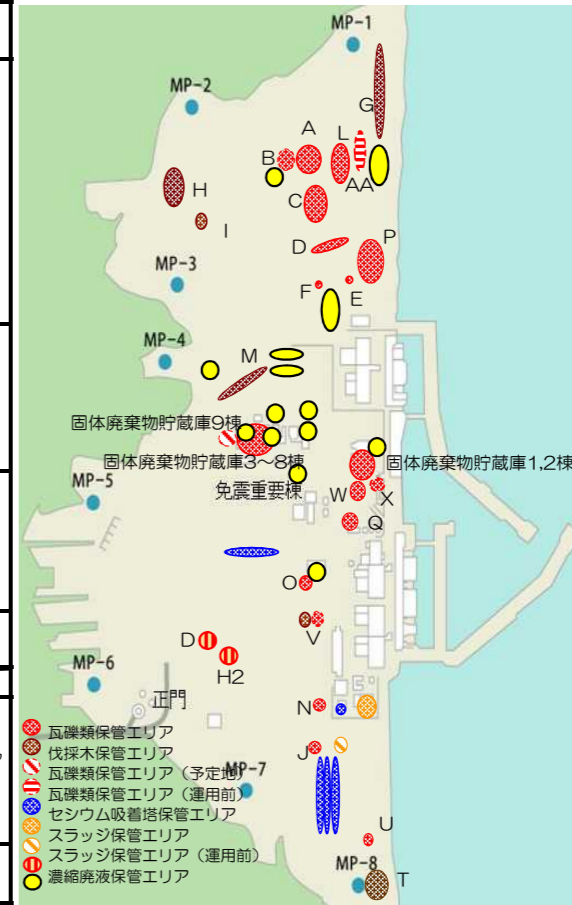 MP-1
MP-2
G
A
L
B
AA
H
C
I
D
P
MP-3
F
E
MP-4
M
固体廃棄物貯蔵庫9棟
固体廃棄物貯蔵庫3～8棟
固体廃棄物貯蔵庫1,2棟
免震重要棟
W
X
MP-5
Q
O
V
D
H2
MP-6
正門
N
J
MP-7
U
MP-8
T
瓦礫類保管エリア
伐採木保管エリア
瓦礫類保管エリア（予定地）
瓦礫類保管エリア（運用前）
セシウム吸着塔保管エリア
スラッジ保管エリア
スラッジ保管エリア（運用前）
濃縮廃液保管エリア